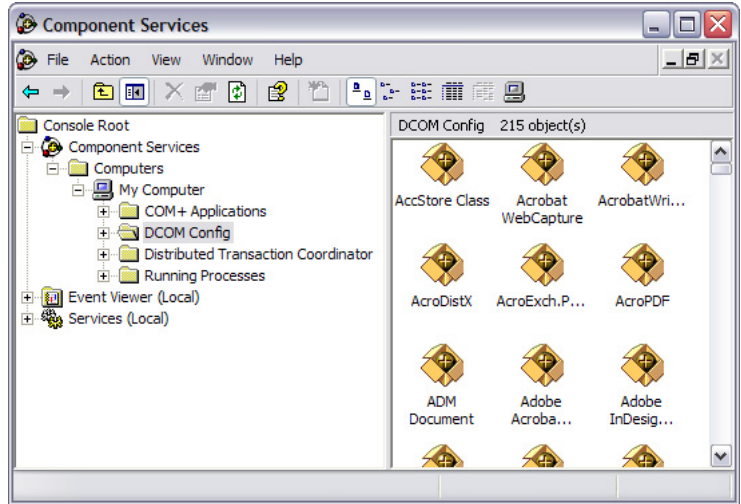 Component Services
File Action View Window Help
Console Root
Component Services
Computers
My Computer
COM+ Applications
DCOM Config
Distributed Transaction Coordinator
Running Processes
Event Viewer (Local)
Services (Local)
DCOM Config 215 object(s)
AccStore Class
Acrobat
WebCapture
AcrobatWri...
AcroDistX
AcroExch.P...
AcroPDF
ADM
Document
Adobe
Acroba...
Adobe
InDesig...